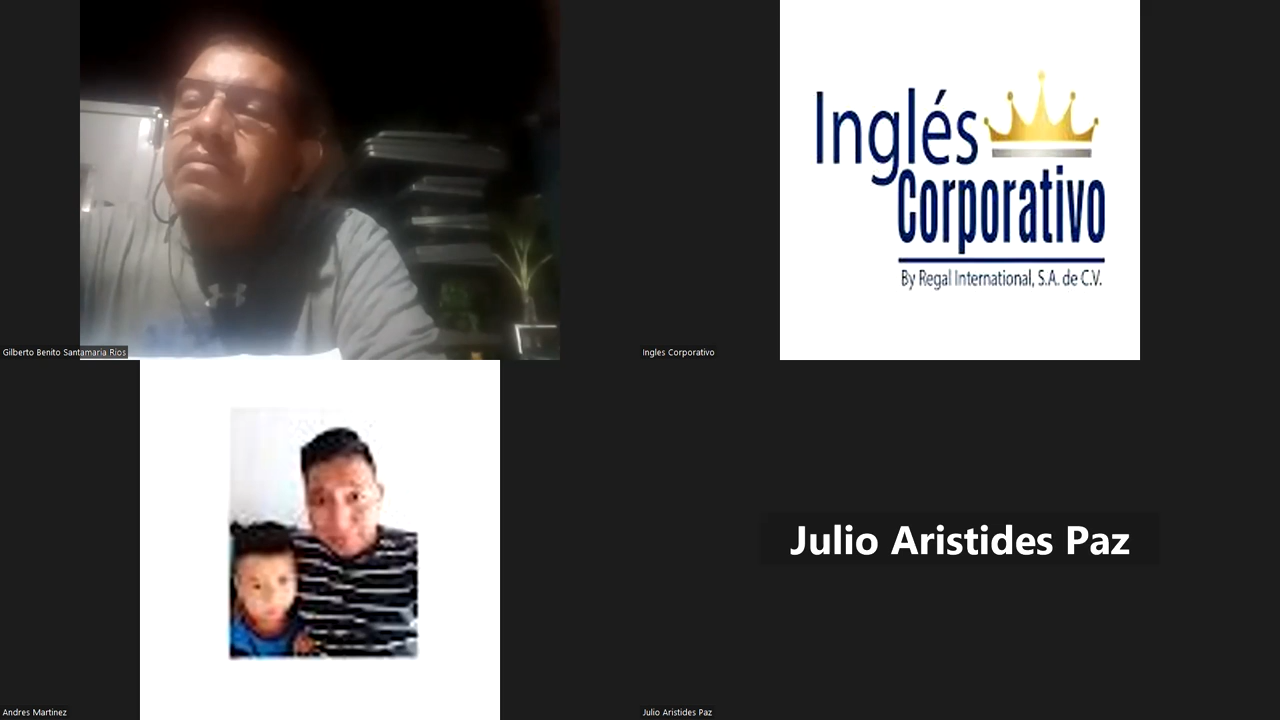 Inglés
Corporativo
By Regal International, S.A. de C.V.
Gilberto Benito Santamaria Rios
Ingles Corporativo
Julio Aristides Paz
Andres Martinez
Julio Aristides Paz